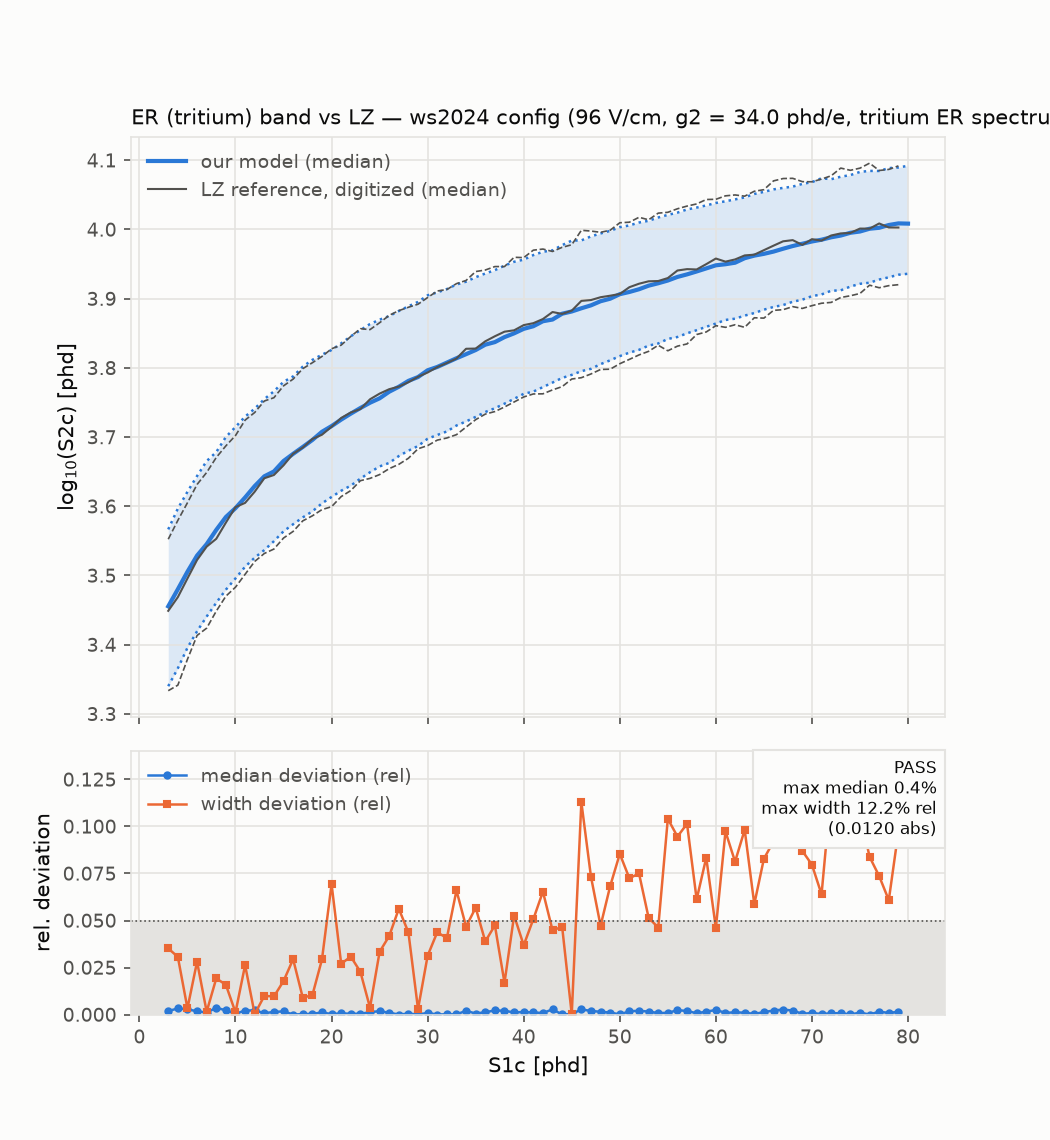 ER (tritium) band vs LZ — ws2024 config (96 V/cm, g2 = 34.0 phd/e, tritium ER spectru
our model (median)
LZ reference, digitized (median)
4.1
4.0
3.9
3.8
3.7
3.6
3.5
3.4
3.3
log₁₀(S2c) [phd]
median deviation (rel)
width deviation (rel)
PASS
max median 0.4%
max width 12.2% rel
(0.0120 abs)
0.125
0.100
0.075
0.050
0.025
0.000
rel. deviation
0 10 20 30 40 50 60 70 80
S1c [phd]